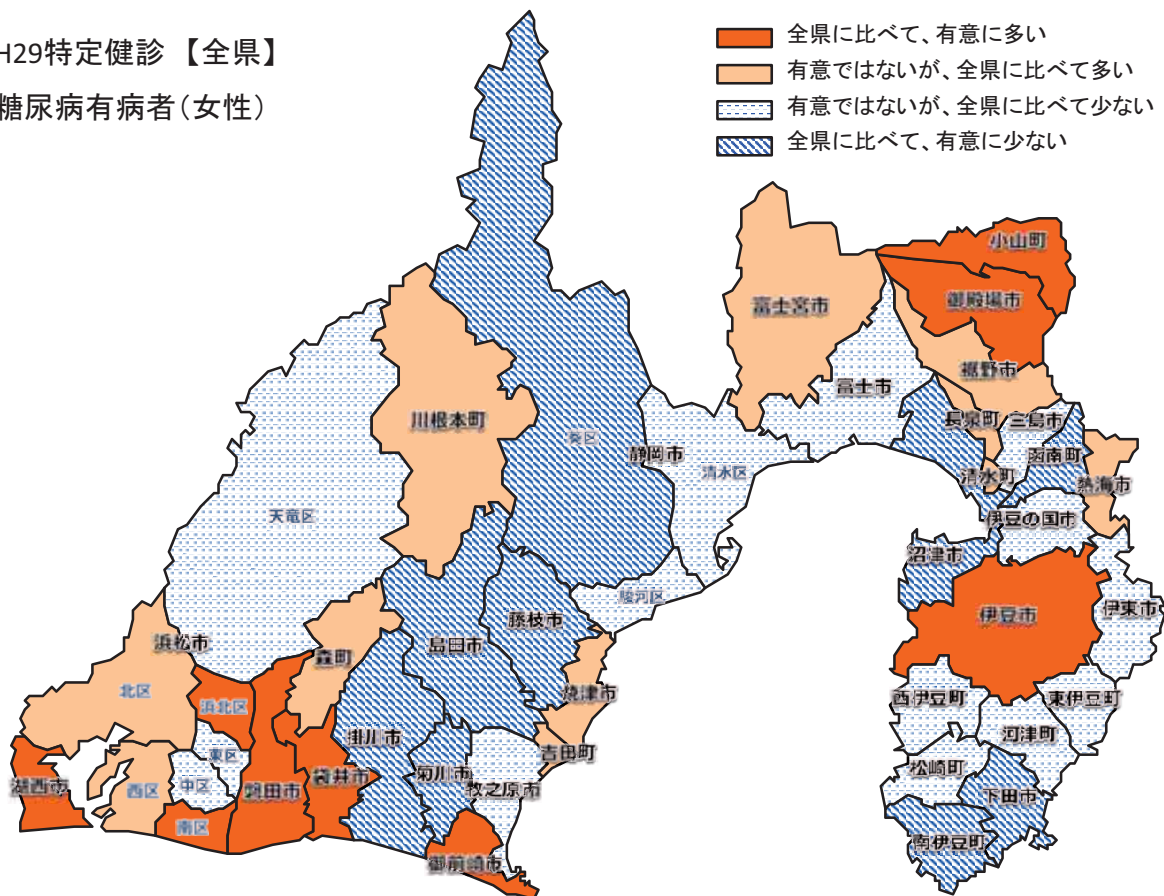 H29特定健診 【全県】
糖尿病有病者(女性)
全県に比べて、有意に多い
有意ではないが、全県に比べて多い
有意ではないが、全県に比べて少ない
全県に比べて、有意に少ない
小山町
御殿場市
富士宮市
裾野市
富士市
川根本町
長泉町
三島市
葵区
静岡市
函南町
清水区
清水町
熱海市
天竜区
伊豆の国市
沼津市
駿河区
伊東市
伊豆市
藤枝市
浜松市
島田市
森町
北区
焼津市
西伊豆町
東伊豆町
浜北区
河津町
掛川市
吉田町
東区
松崎町
菊川市
湖西市
袋井市
中区
西区
磐田市
牧之原市
下田市
南区
南伊豆町
御前崎市